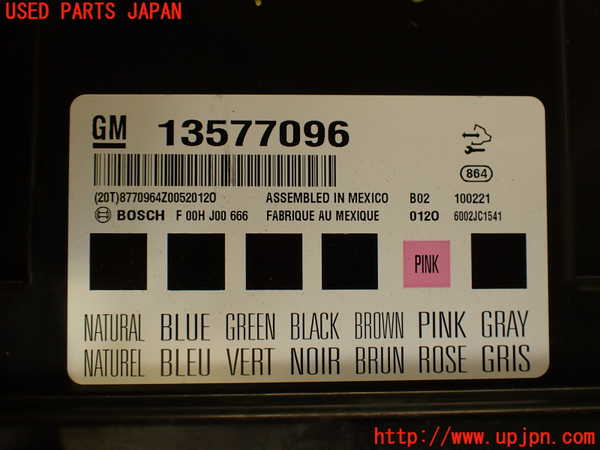 USED PARTS JAPAN
GM 13577096
864
(20T)8770964Z0052012O ASSEMBLED IN MEXICO B02 100221
BOSCH F 00H J00 666 FABRIQUE AU MEXIQUE 012O 6002JC1541
PINK
NATURAL BLUE GREEN BLACK BROWN PINK GRAY
NATUREL BLEU VERT NOIR BRUN ROSE GRIS
http://www.upjpn.com/